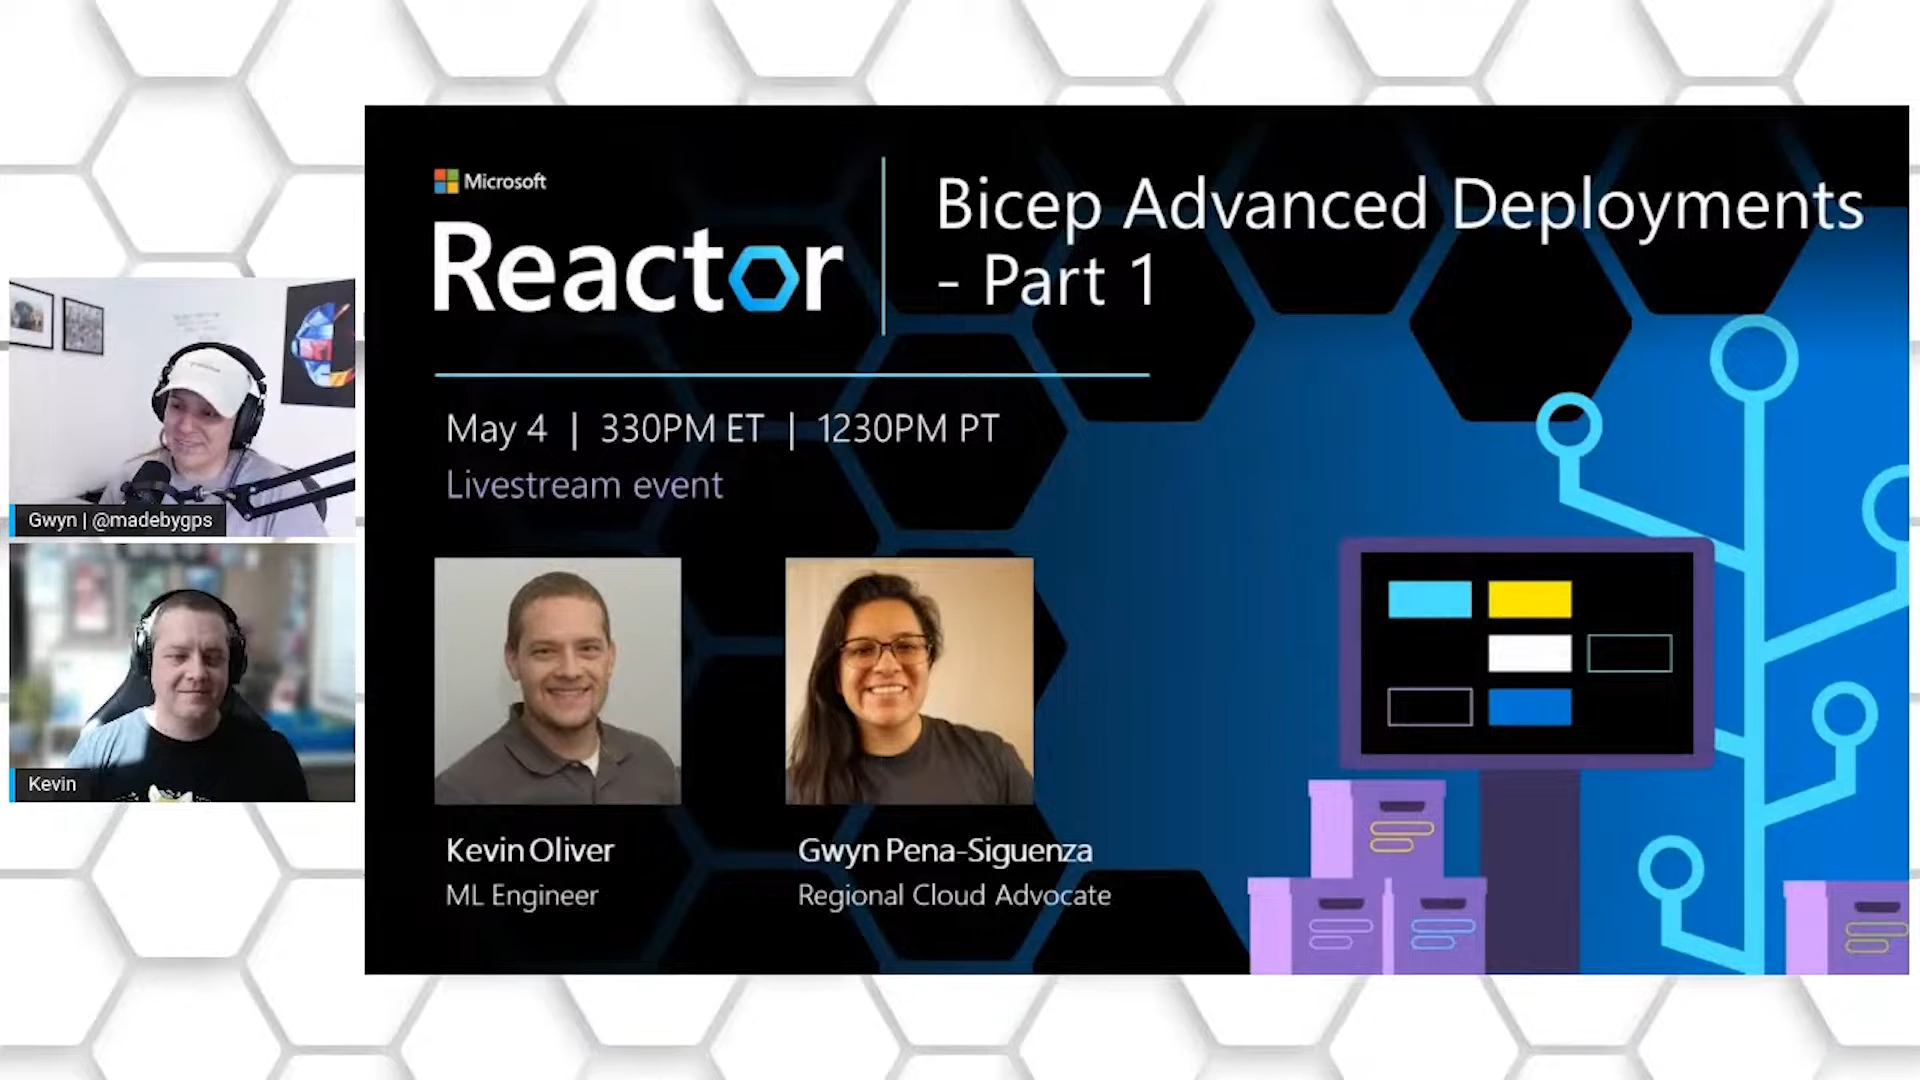 Microsoft
Reactor
Bicep Advanced Deployments
- Part 1
May 4 | 330PM ET | 1230PM PT
Livestream event
Gwyn | @madebygps
Kevin
Kevin Oliver
ML Engineer
Gwyn Pena-Siguenza
Regional Cloud Advocate